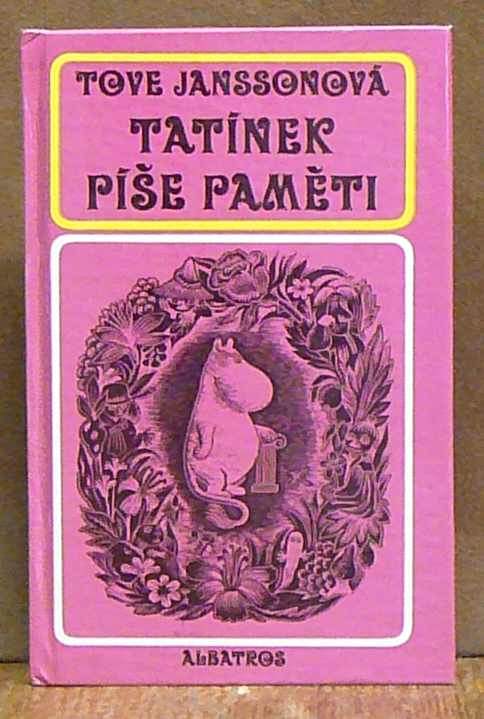 TOVE JANSSONOVÁ
TATÍNEK
PÍŠE PAMĚTI
ALBATROS